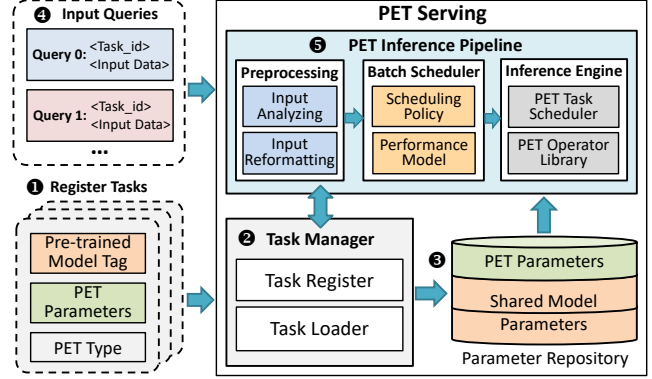 ❹ Input Queries
Query 0: <Task_id>
<Input Data>
Query 1: <Task_id>
<Input Data>
...
❶ Register Tasks
Pre-trained
Model Tag
PET
Parameters
PET Type
PET Serving
❺ PET Inference Pipeline
Preprocessing
Input
Analyzing
Input
Reformatting
Batch Scheduler
Scheduling
Policy
Performance
Model
Inference Engine
PET Task
Scheduler
PET Operator
Library
❷ Task Manager
Task Register
Task Loader
❸
PET Parameters
Shared Model
Parameters
Parameter Repository